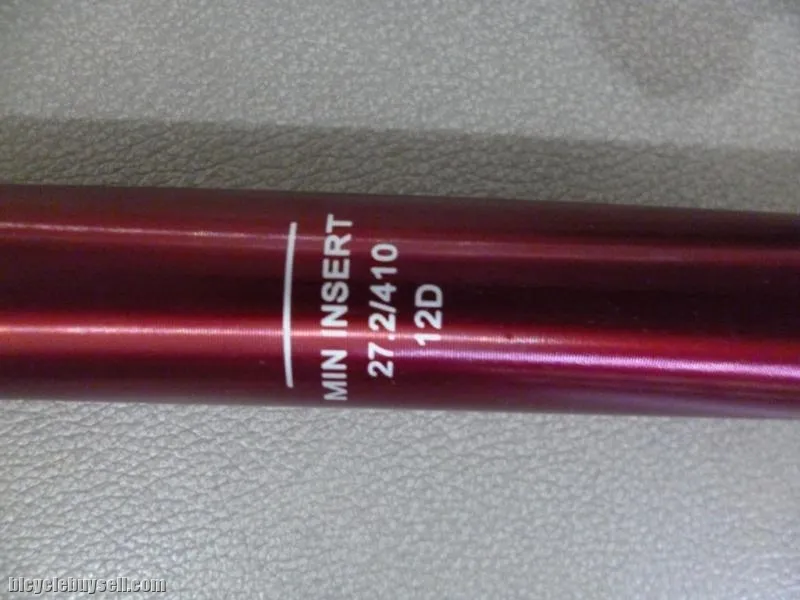 MIN INSERT
27.2/410
12D
bicyclebuysell.com